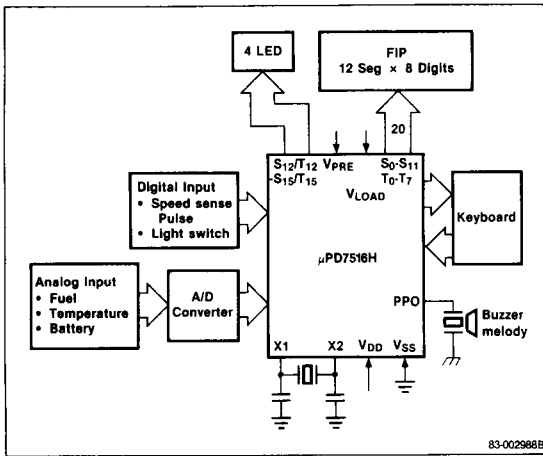 4 LED
FIP
12 Seg × 8 Digits
20
S12/T12
-S15/T15
VPRE
VLOAD
S0-S11
T0-T7
Digital Input
• Speed sense
Pulse
• Light switch
Keyboard
μPD7516H
Analog Input
• Fuel
• Temperature
• Battery
A/D
Converter
PPO
Buzzer
melody
X1
X2
VDD
VSS
83-002988B